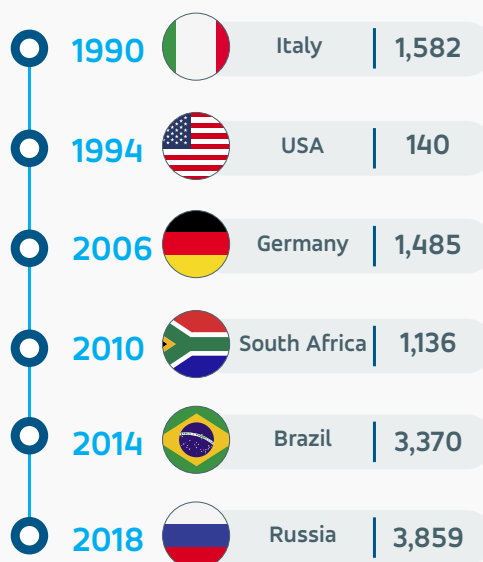 1990 Italy 1,582
1994 USA 140
2006 Germany 1,485
2010 South Africa 1,136
2014 Brazil 3,370
2018 Russia 3,859